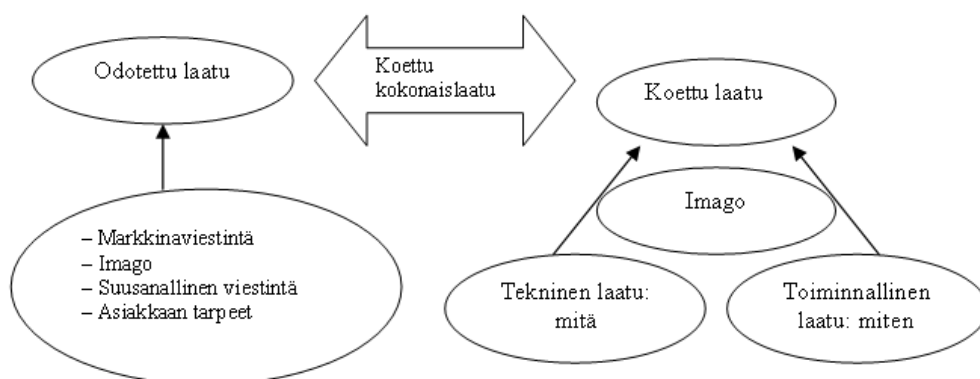 Odotettu laatu
Koettu
kokonaislaatu
Koettu laatu
Imago
– Markkinaviestintä
– Imago
– Suusanallinen viestintä
– Asiakkaan tarpeet
Tekninen laatu:
mitä
Toiminnallinen
laatu: miten